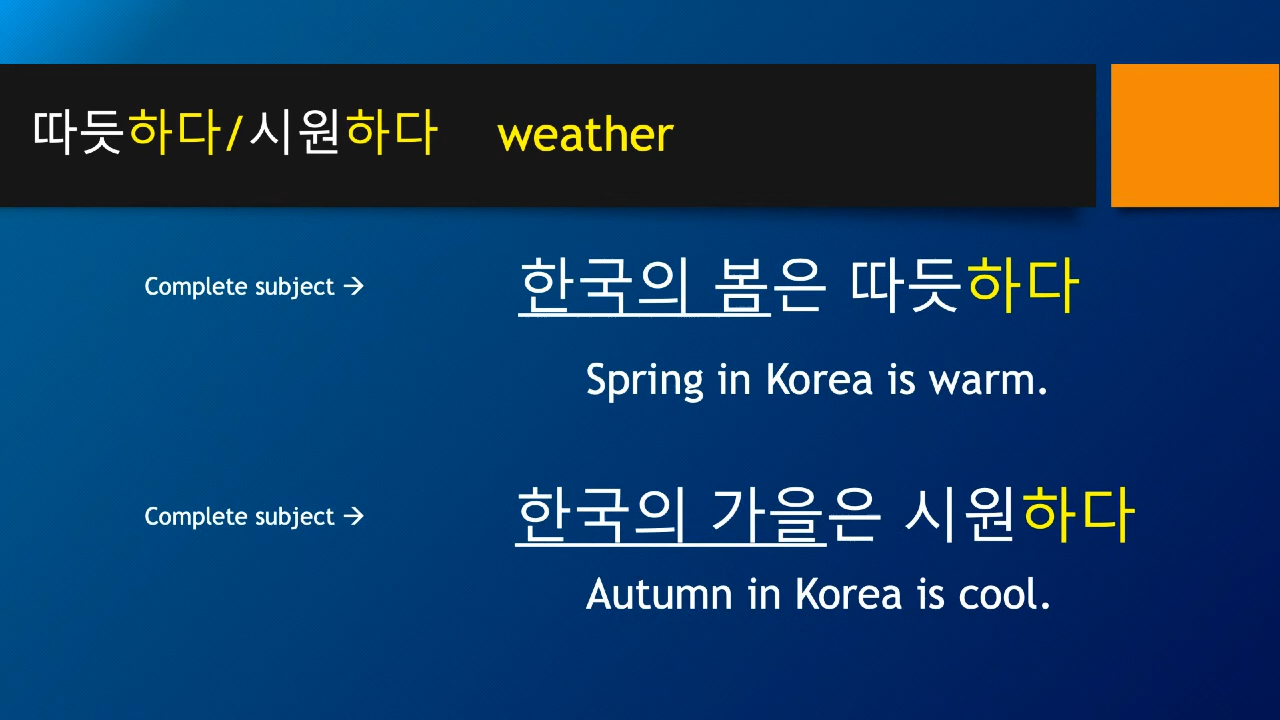 따듯하다/시원하다 weather
Complete subject → 한국의 봄은 따듯하다
Spring in Korea is warm.
Complete subject → 한국의 가을은 시원하다
Autumn in Korea is cool.